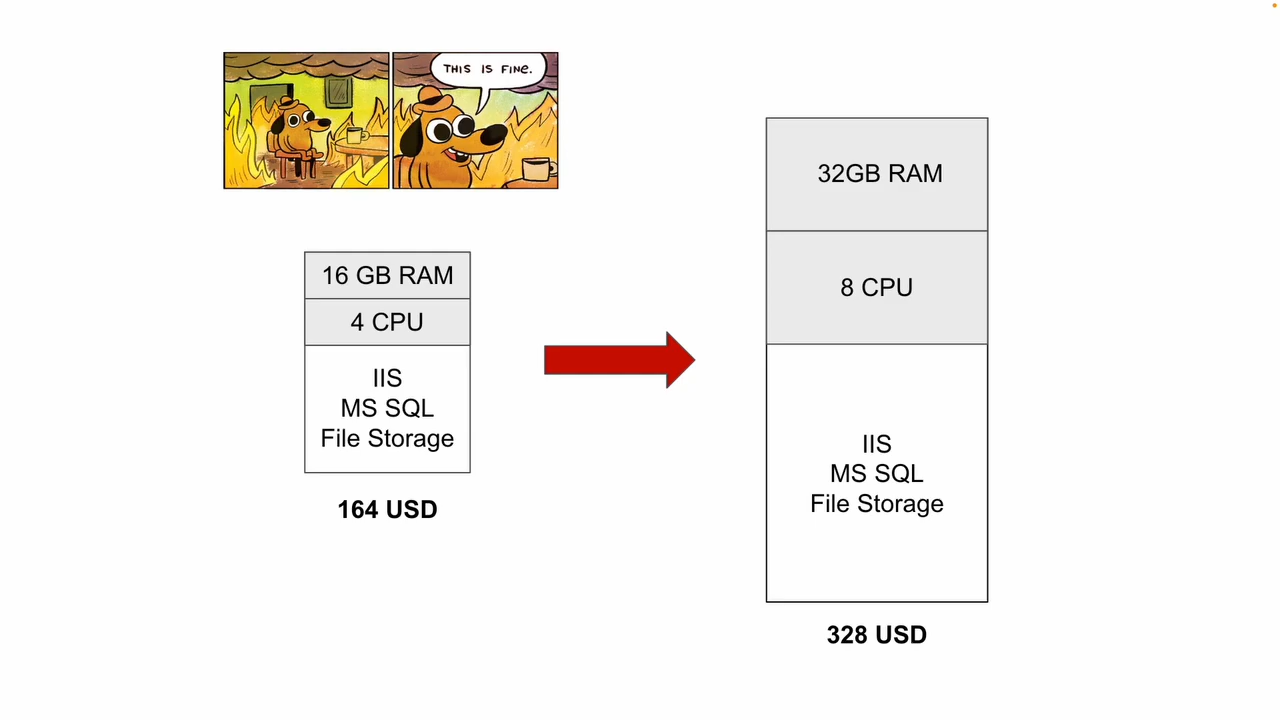 THIS IS FINE.
16 GB RAM
4 CPU
IIS
MS SQL
File Storage
164 USD
32GB RAM
8 CPU
IIS
MS SQL
File Storage
328 USD